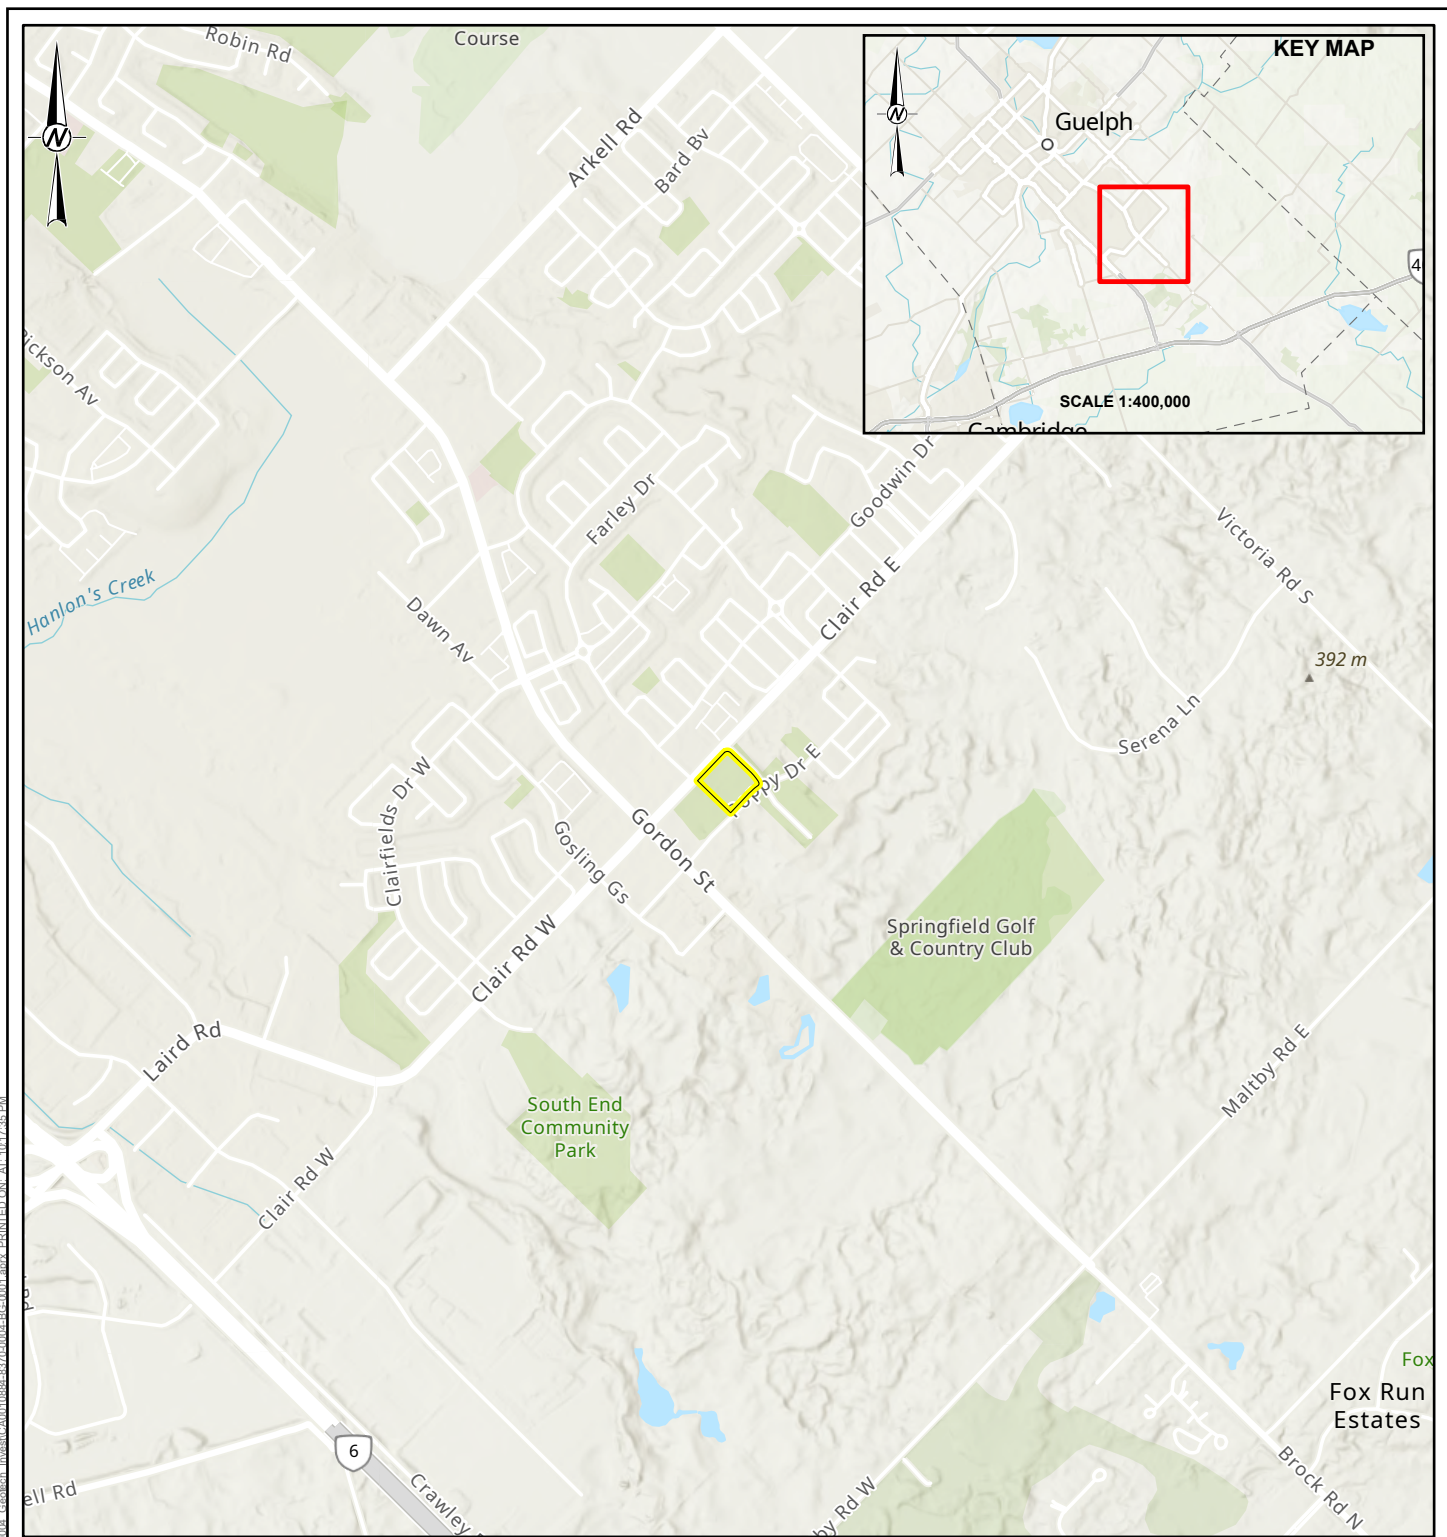 Robin Rd
Course
KEY MAP
N
N
Guelph
Arkell Rd
Bard Bv
4
SCALE 1:400,000
Cambridge
Goodwin Dr
Farley Dr
Victoria Rd S
Hanlon's Creek
Dawn Av
Clair Rd E
392 m
Serena Ln
Clairfields Dr W
Poppy Dr E
Gordon St
Gosling Gs
Springfield Golf
& Country Club
Clair Rd W
Laird Rd
Maltby Rd E
South End
Community
Park
Clair Rd W
Fox
Fox Run
Estates
6
ell Rd
Crawley
by Rd W
Brock Rd N